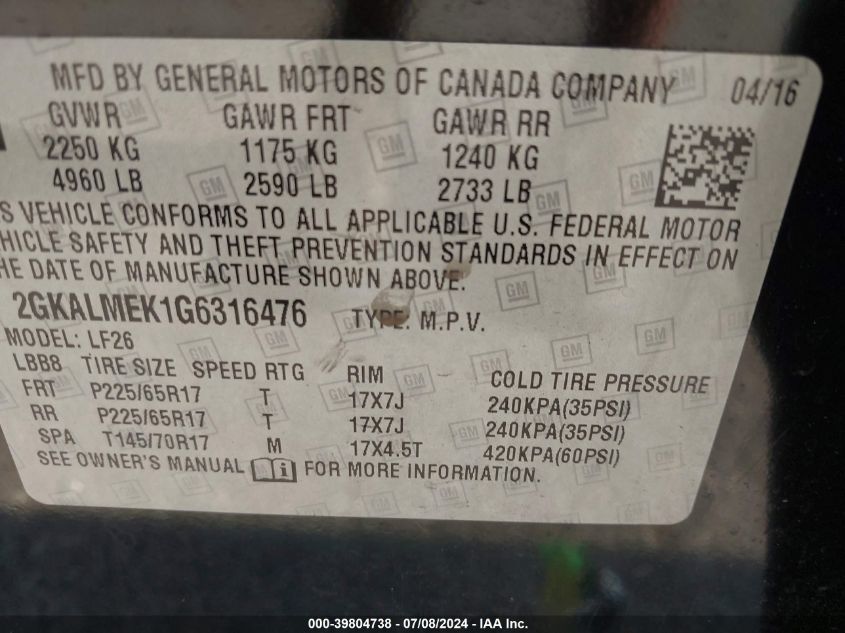 MFD BY GENERAL MOTORS OF CANADA COMPANY 04/16
GVWR GAWR FRT GAWR RR
2250 KG 1175 KG 1240 KG
4960 LB 2590 LB 2733 LB
S VEHICLE CONFORMS TO ALL APPLICABLE U.S. FEDERAL MOTOR
HICLE SAFETY AND THEFT PREVENTION STANDARDS IN EFFECT ON
HE DATE OF MANUFACTURE SHOWN ABOVE.
2GKALMEK1G6316476 TYPE: M.P.V.
MODEL: LF26
LBB8 TIRE SIZE SPEED RTG RIM COLD TIRE PRESSURE
FRT P225/65R17 T 17X7J 240KPA(35PSI)
RR P225/65R17 T 17X7J 240KPA(35PSI)
SPA T145/70R17 M 17X4.5T 420KPA(60PSI)
SEE OWNER'S MANUAL FOR MORE INFORMATION.
000-39804738 - 07/08/2024 - IAA Inc.